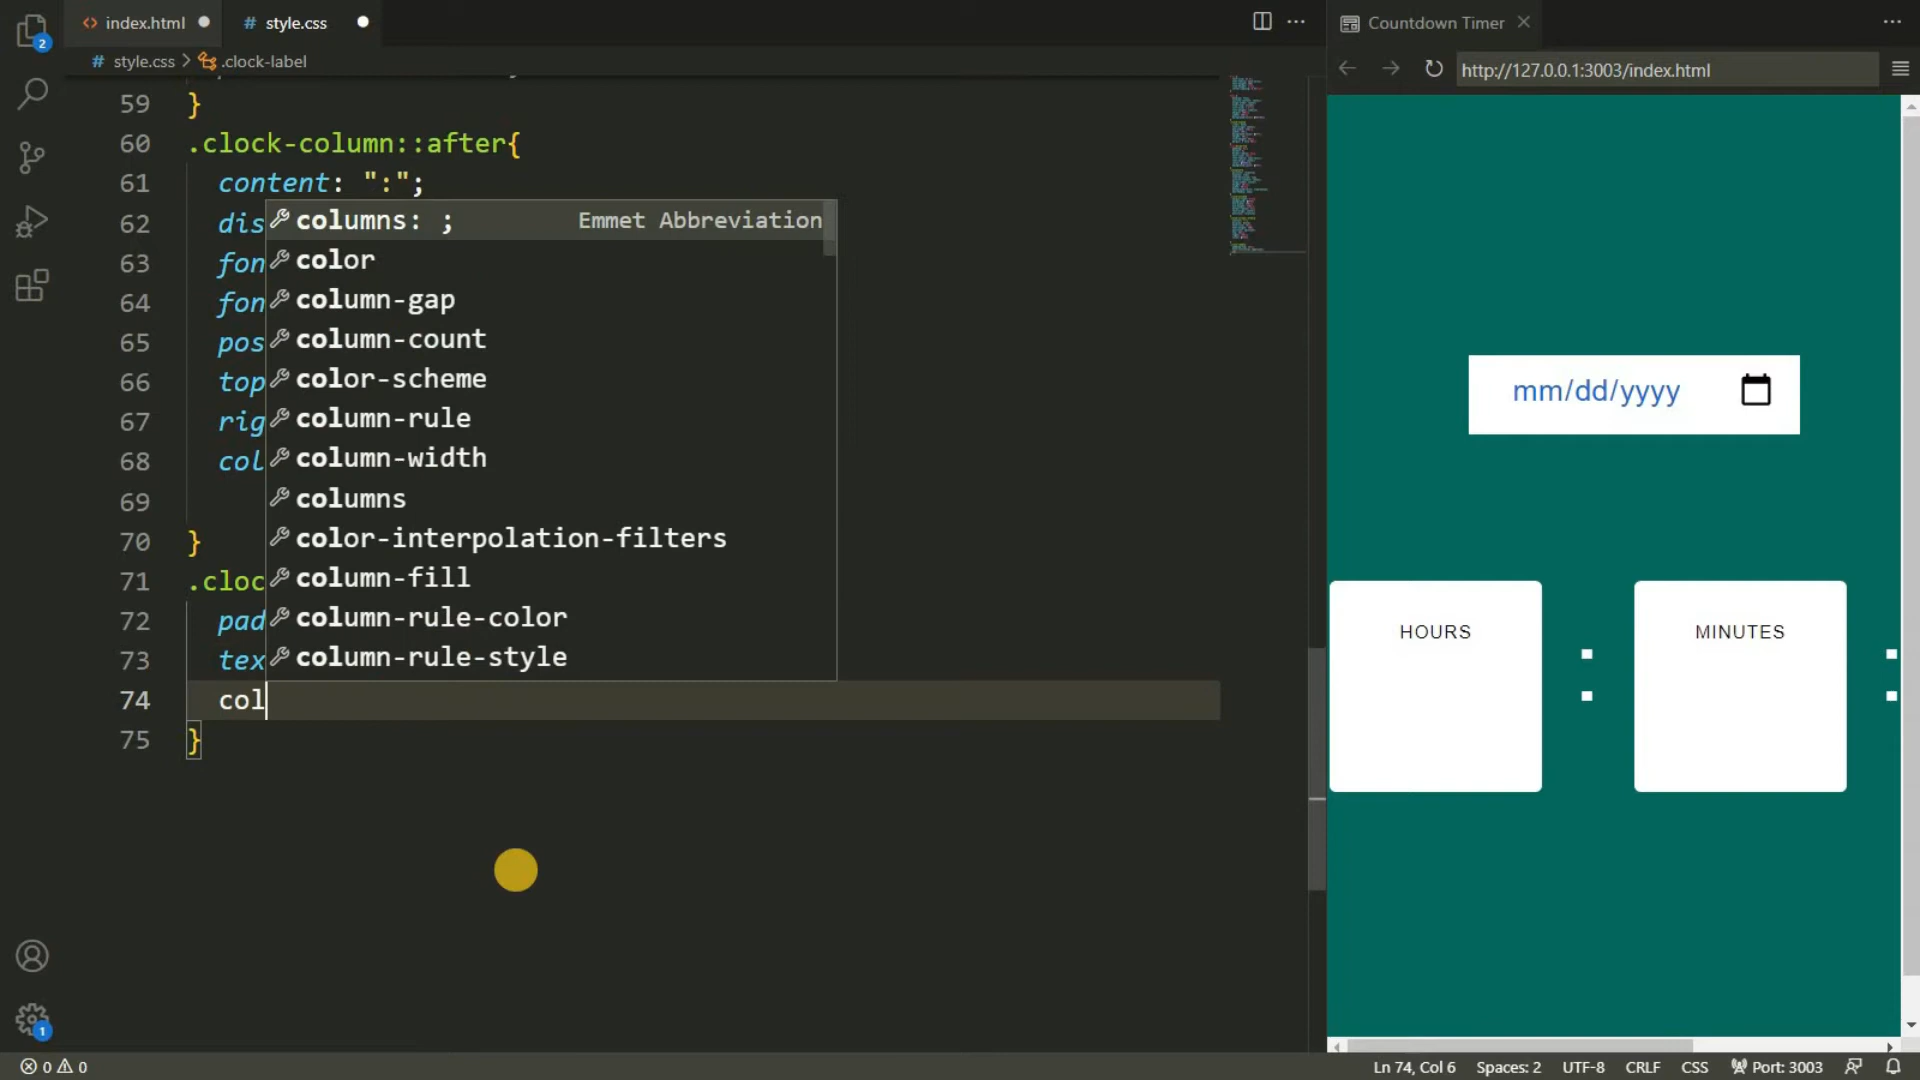 index.html
# style.css
Countdown Timer
2
# style.css > .clock-label
http://127.0.0.1:3003/index.html
59 }
60 .clock-column::after{
61 content: ":";
62 dis
63 fon
64 fon
65 pos
66 top
67 rig
68 col
69
70 }
71 .cloc
72 pad
73 tex
74 col
75 }
columns: ; Emmet Abbreviation
color
column-gap
column-count
color-scheme
column-rule
column-width
columns
color-interpolation-filters
column-fill
column-rule-color
column-rule-style
mm/dd/yyyy
HOURS
:
MINUTES
:
1
0 0
Ln 74, Col 6 Spaces: 2 UTF-8 CRLF CSS Port: 3003